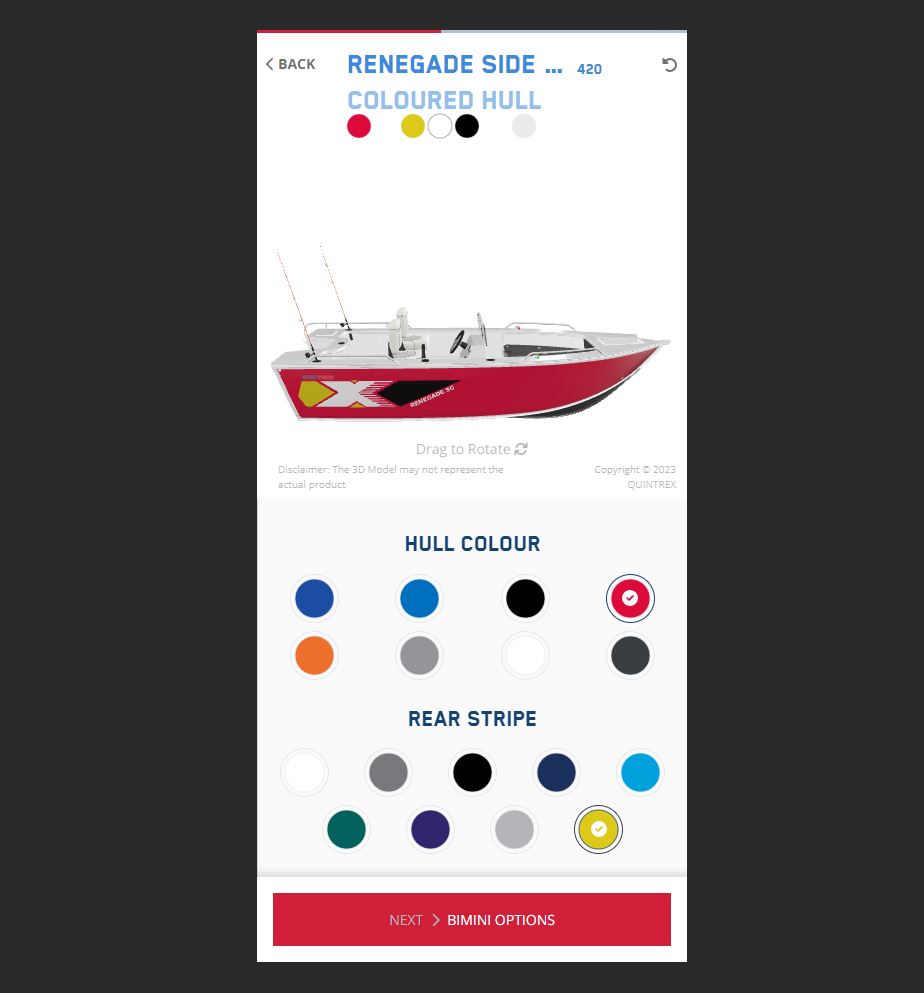 BACK
RENEGADE SIDE ... 420
COLOURED HULL
RENEGADE SC
Drag to Rotate
Disclaimer: The 3D Model may not represent the
actual product
Copyright © 2023
QUINTREX
HULL COLOUR
REAR STRIPE
NEXT > BIMINI OPTIONS